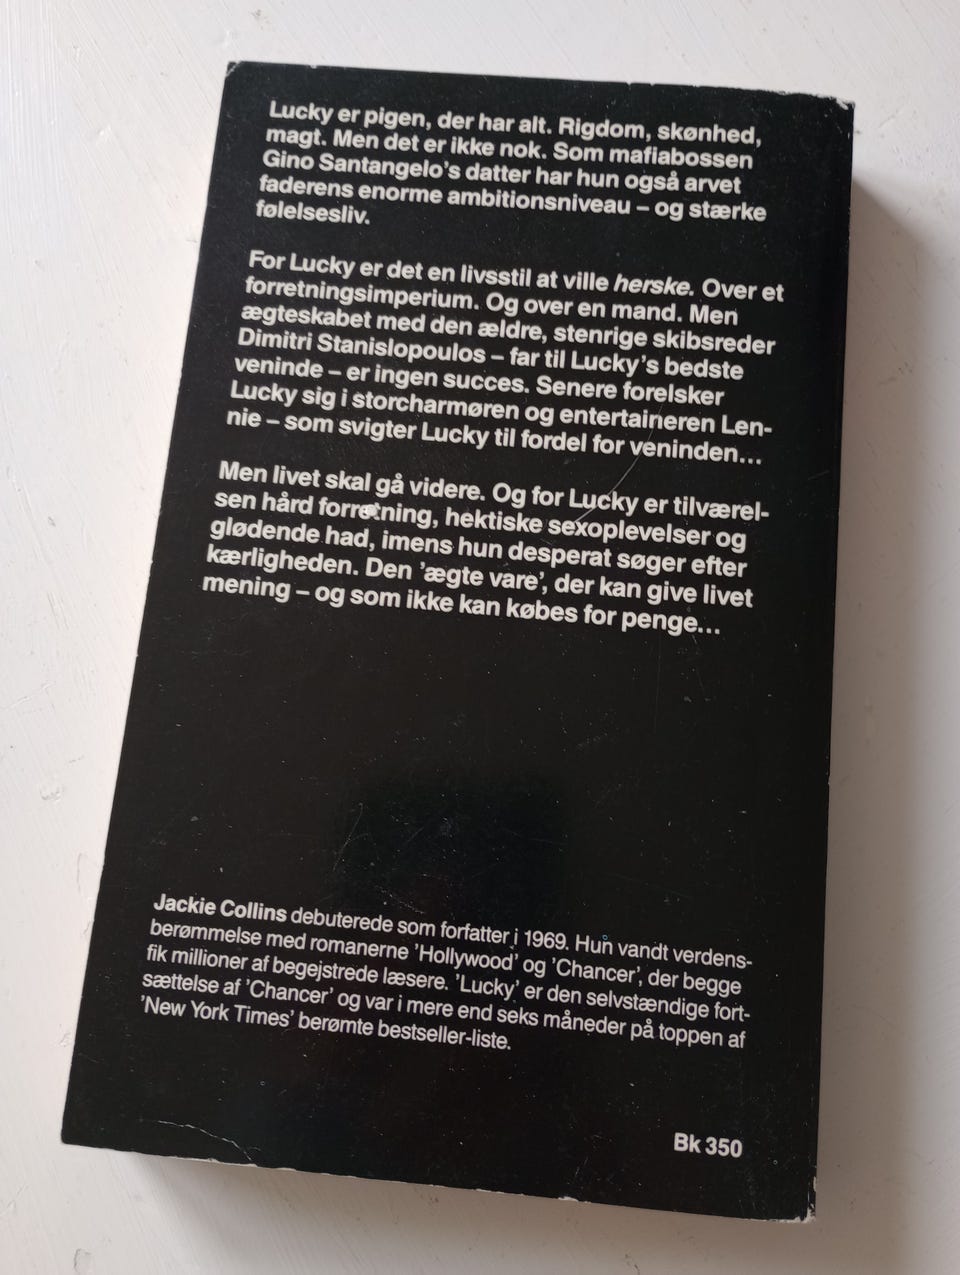 Lucky er pigen, der har alt. Rigdom, skønhed,
magt. Men det er ikke nok. Som mafiabossen
Gino Santangelo's datter har hun også arvet
faderens enorme ambitionsniveau – og stærke
følelsesliv.
For Lucky er det en livsstil at ville herske. Over et
forretningsimperium. Og over en mand. Men
ægteskabet med den ældre, stenrige skibsreder
Dimitri Stanislopoulos – far til Lucky's bedste
veninde – er ingen succes. Senere forelsker
Lucky sig i storcharmøren og entertaineren Len-
nie – som svigter Lucky til fordel for veninden...
Men livet skal gå videre. Og for Lucky er tilværel-
sen hård forretning, hektiske sexoplevelser og
glødende had, imens hun desperat søger efter
kærligheden. Den 'ægte vare', der kan give livet
mening – og som ikke kan købes for penge...
Jackie Collins debuterede som forfatter i 1969. Hun vandt verdens-
berømmelse med romanerne 'Hollywood' og 'Chancer', der begge
fik millioner af begejstrede læsere. 'Lucky' er den selvstændige fort-
sættelse af 'Chancer' og var i mere end seks måneder på toppen af
'New York Times' berømte bestseller-liste.
Bk 350